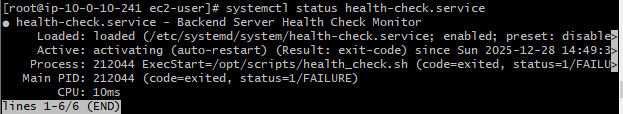 [root@ip-10-0-10-241 ec2-user]# systemctl status health-check.service
● health-check.service - Backend Server Health Check Monitor
Loaded: loaded (/etc/systemd/system/health-check.service; enabled; preset: disable>
Active: activating (auto-restart) (Result: exit-code) since Sun 2025-12-28 14:49:3>
Process: 212044 ExecStart=/opt/scripts/health_check.sh (code=exited, status=1/FAILU>
Main PID: 212044 (code=exited, status=1/FAILURE)
CPU: 10ms
lines 1-6/6 (END)